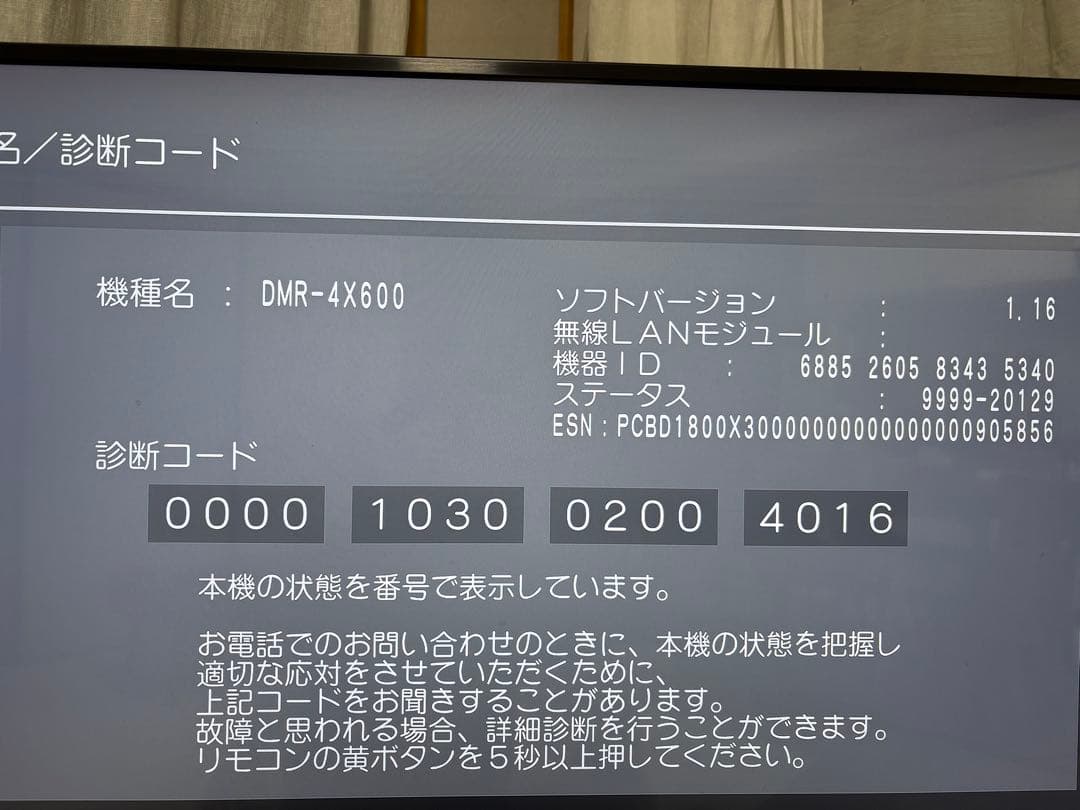 名／診断コード
機種名 : DMR-4X600
ソフトバージョン : 1.16
無線LANモジュール :
機器ID : 6885 2605 8343 5340
ステータス : 9999-20129
ESN:PCBD1800X3000000000000000905856
診断コード
0000 1030 0200 4016
本機の状態を番号で表示しています。
お電話でのお問い合わせのときに、本機の状態を把握し
適切な応対をさせていただくために、
上記コードをお聞きすることがあります。
故障と思われる場合、詳細診断を行うことができます。
リモコンの黄ボタンを5秒以上押してください。